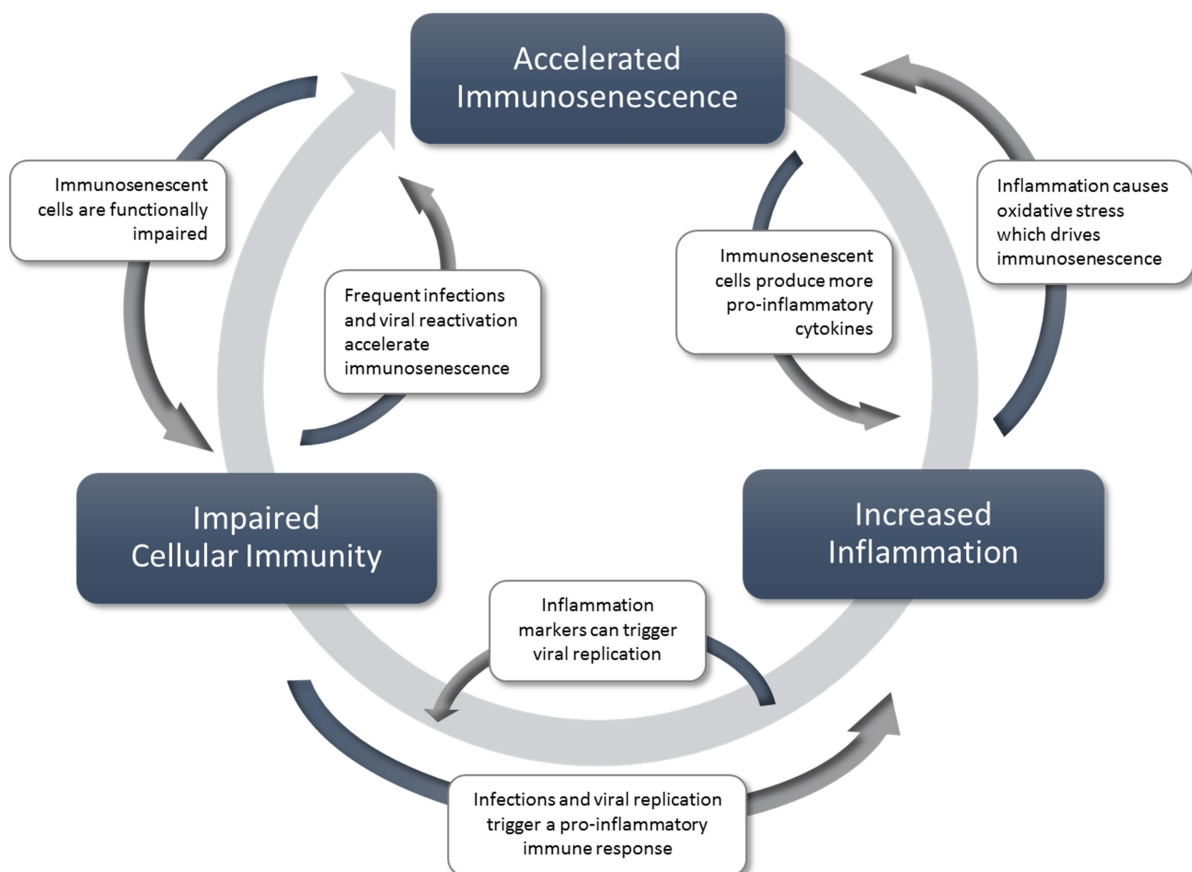 Accelerated
Immunosenescence
Immunosenescent
cells are functionally
impaired
Frequent infections
and viral reactivation
accelerate
immunosenescence
Immunosenescent
cells produce more
pro-inflammatory
cytokines
Inflammation causes
oxidative stress
which drives
immunosenescence
Impaired
Cellular Immunity
Increased
Inflammation
Inflammation
markers can trigger
viral replication
Infections and viral replication
trigger a pro-inflammatory
immune response